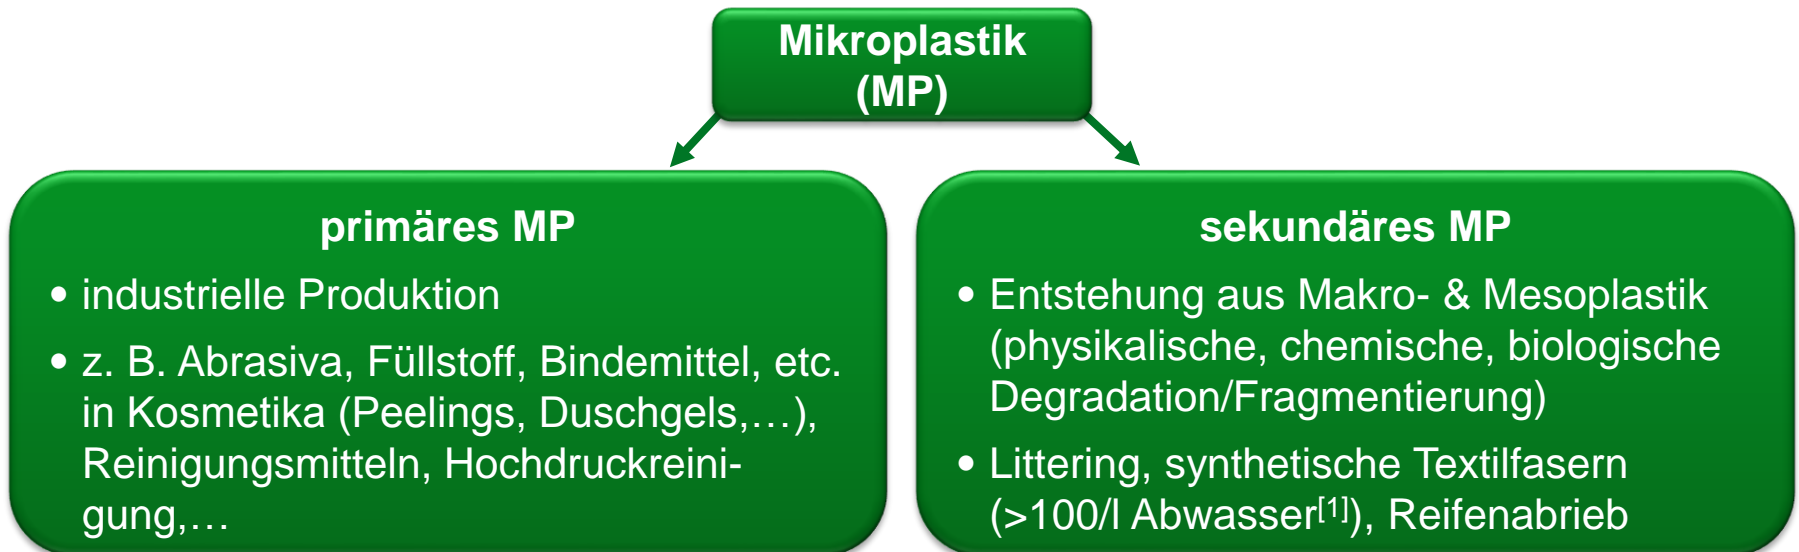 Mikroplastik
(MP)
primäres MP
• industrielle Produktion
• z. B. Abrasiva, Füllstoff, Bindemittel, etc.
in Kosmetika (Peelings, Duschgels,…),
Reinigungsmitteln, Hochdruckreini-
gung,…
sekundäres MP
• Entstehung aus Makro- & Mesoplastik
(physikalische, chemische, biologische
Degradation/Fragmentierung)
• Littering, synthetische Textilfasern
(>100/l Abwasser[1]), Reifenabrieb